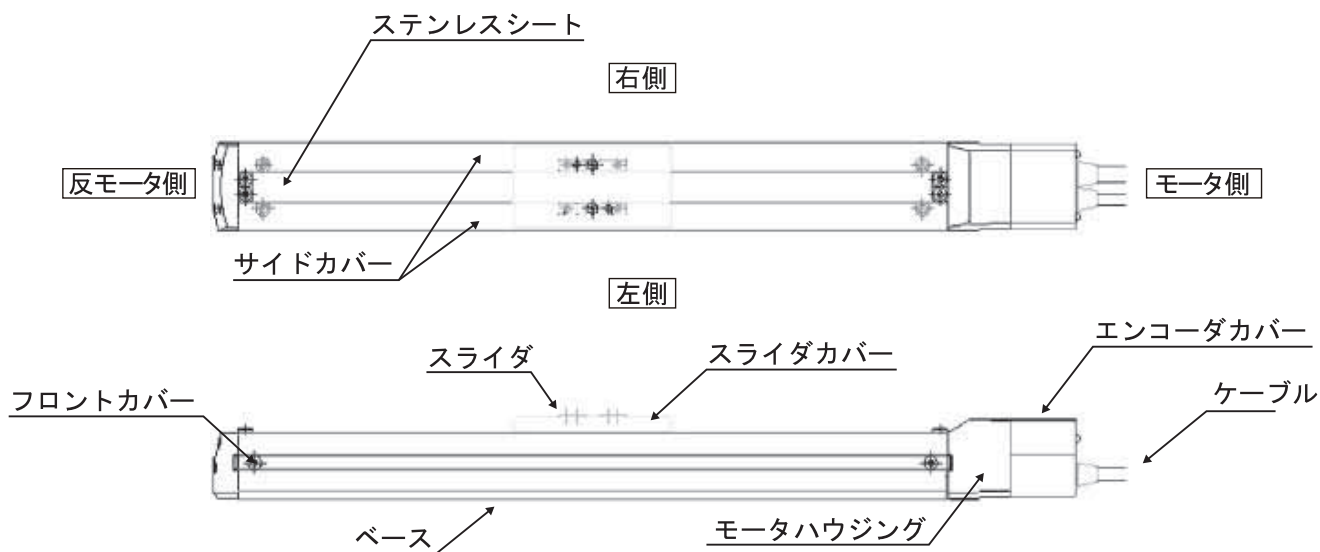 ステンレスシート
右側
反モータ側
モータ側
サイドカバー
左側
エンコーダカバー
スライダ
スライダカバー
フロントカバー
ケーブル
ベース
モータハウジング